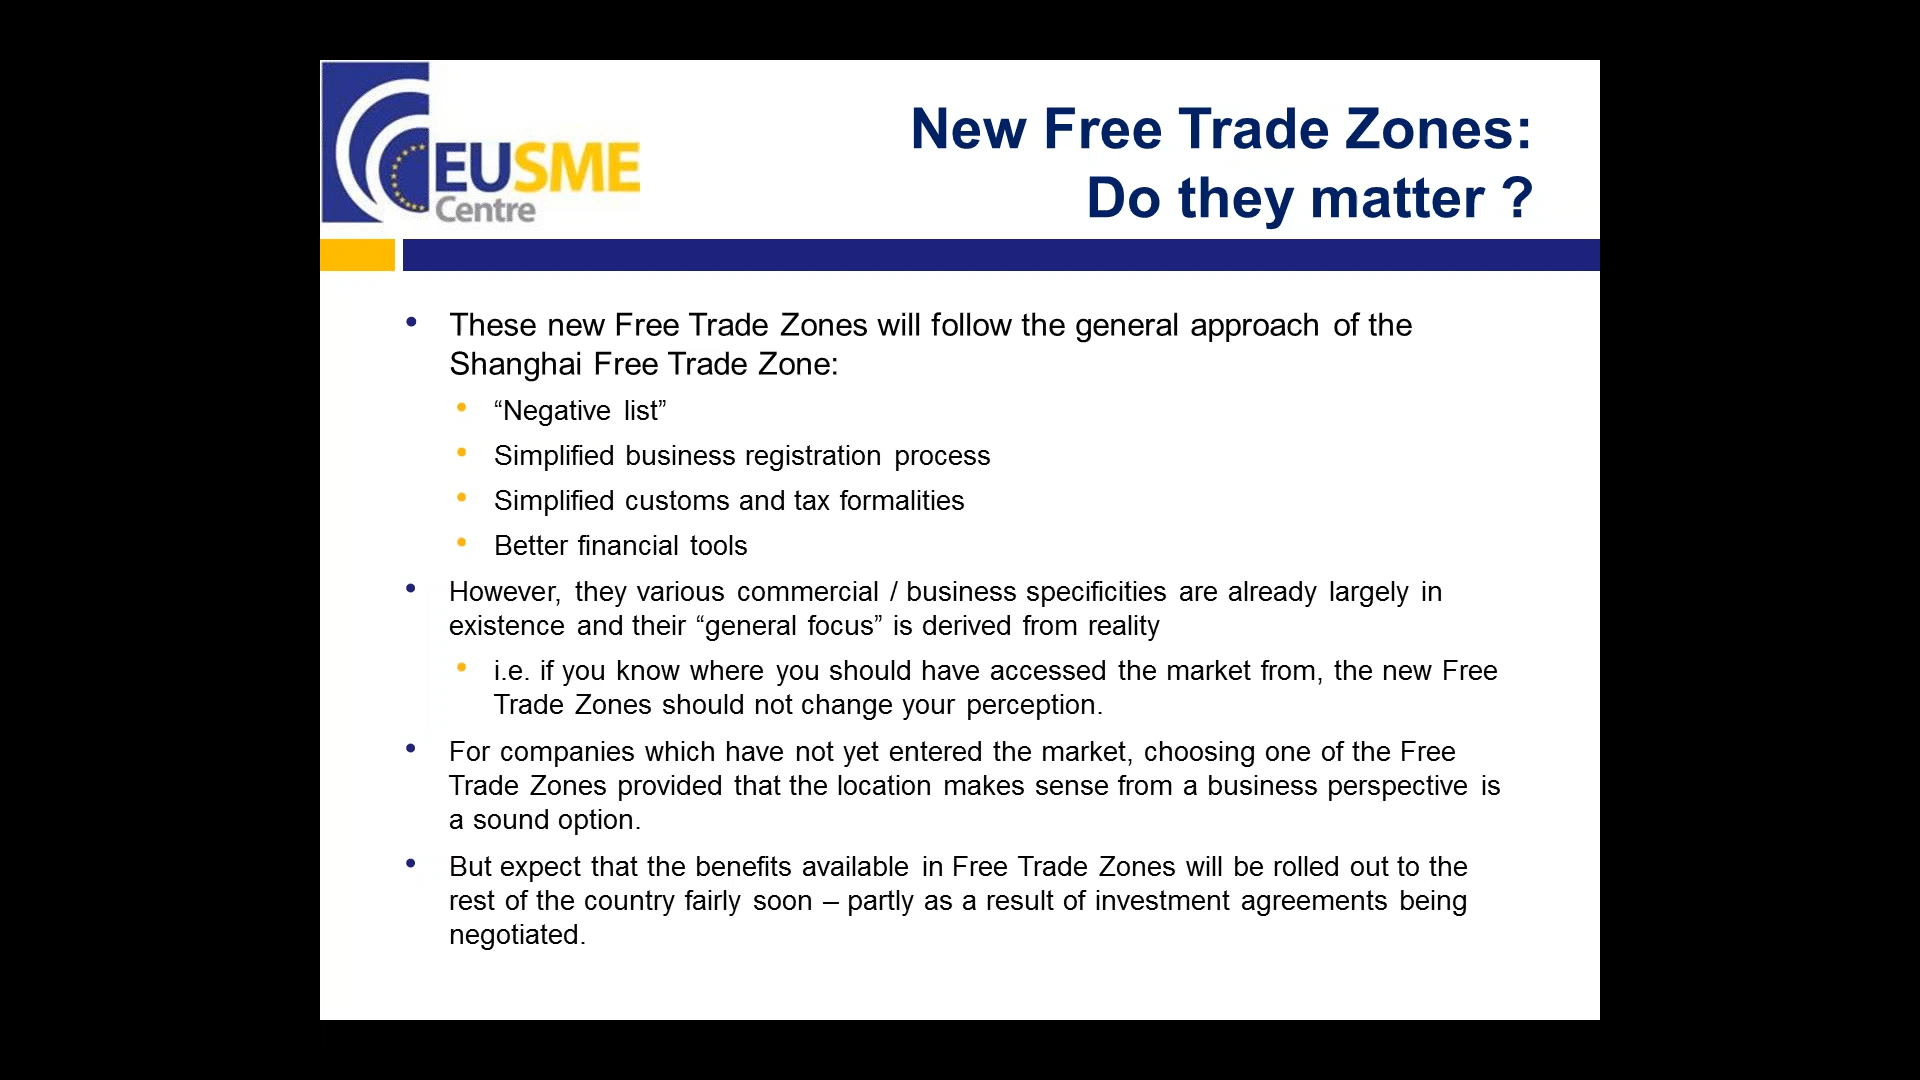 EUSME
Centre
New Free Trade Zones:
Do they matter ?
• These new Free Trade Zones will follow the general approach of the
Shanghai Free Trade Zone:
• “Negative list”
• Simplified business registration process
• Simplified customs and tax formalities
• Better financial tools
• However, they various commercial / business specificities are already largely in
existence and their “general focus” is derived from reality
• i.e. if you know where you should have accessed the market from, the new Free
Trade Zones should not change your perception.
• For companies which have not yet entered the market, choosing one of the Free
Trade Zones provided that the location makes sense from a business perspective is
a sound option.
• But expect that the benefits available in Free Trade Zones will be rolled out to the
rest of the country fairly soon – partly as a result of investment agreements being
negotiated.